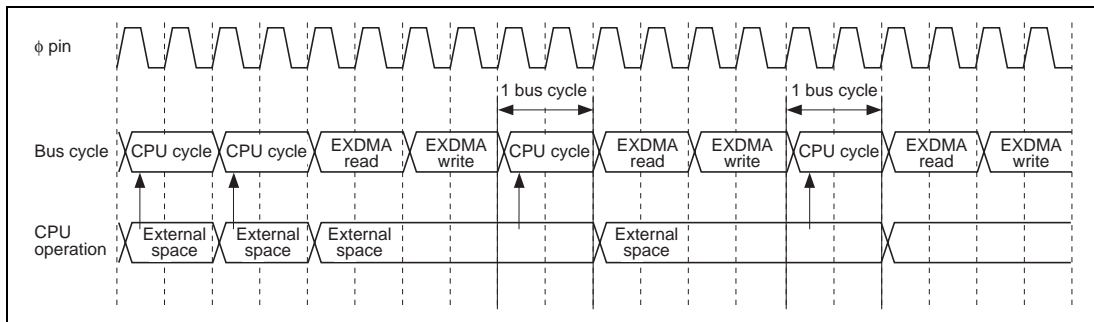 φ pin
1 bus cycle 1 bus cycle
Bus cycle CPU cycle CPU cycle EXDMA read EXDMA write CPU cycle EXDMA read EXDMA write CPU cycle EXDMA read EXDMA write
CPU operation External space External space External space External space